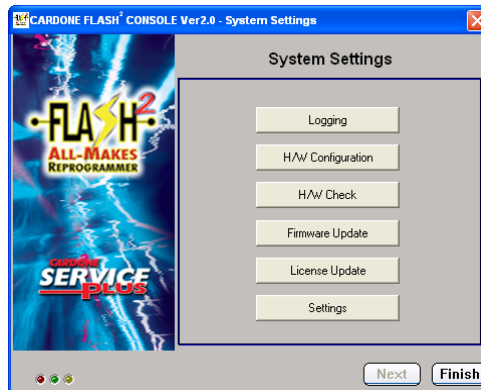 CARDONE FLASH² CONSOLE Ver2.0 - System Settings
System Settings
FLASH²
ALL-MAKES
REPROGRAMMER
CARDONE
SERVICE
PLUS
Logging
H/W Configuration
H/W Check
Firmware Update
License Update
Settings
Next
Finish